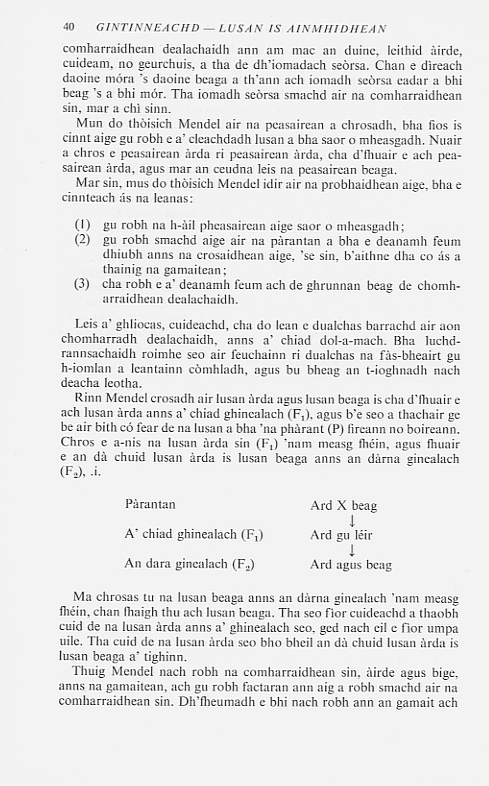 40 GINTINNEACHD — LUSAN IS AINMHIDHEAN
comharraidhean dealachaidh ann am mac an duine, leithid àirde,
cuideam, no geurchuis, a tha de dh'iomadach seòrsa. Chan e dìreach
daoine móra 's daoine beaga a th'ann ach iomadh seòrsa eadar a bhi
beag 's a bhi mór. Tha iomadh seòrsa smachd air na comharraidhean
sin, mar a chì sinn.
Mun do thòisich Mendel air na peasairean a chrosadh, bha fios is
cinnt aige gu robh e a' cleachdadh lusan a bha saor o mheasgadh. Nuair
a chros e peasairean àrda ri peasairean àrda, cha d'fhuair e ach pea-
sairean àrda, agus mar an ceudna leis na peasairean beaga.
Mar sin, mus do thòisich Mendel idir air na probhaidhean aige, bha e
cinnteach ás na leanas:
(1) gu robh na h-àil pheasairean aige saor o mheasgadh;
(2) gu robh smachd aige air na pàrantan a bha e deanamh feum
dhiubh anns na crosaidhean aige, 'se sin, b'aithne dha co ás a
thainig na gamaitean;
(3) cha robh e a' deanamh feum ach de ghrunnan beag de chomh-
arraidhean dealachaidh.
Leis a' ghliocas, cuideachd, cha do lean e dualchas barrachd air aon
chomharradh dealachaidh, anns a' chiad dol-a-mach. Bha luchd-
rannsachaidh roimhe seo air feuchainn ri dualchas na fàs-bheairt gu
h-iomlan a leantainn còmhladh, agus bu bheag an t-ioghnadh nach
deacha leotha.
Rinn Mendel crosadh air lusan àrda agus lusan beaga is cha d'fhuair e
ach lusan àrda anns a' chiad ghinealach (F₁), agus b'e seo a thachair ge
be air bith có fear de na lusan a bha 'na phàrant (P) fireann no boireann.
Chros e a-nis na lusan àrda sin (F₁) 'nam measg fhéin, agus fhuair
e an dà chuid lusan àrda is lusan beaga anns an dàrna ginealach
(F₂), .i.
Pàrantan Ard X beag
↓
A' chiad ghinealach (F₁) Ard gu léir
↓
An dara ginealach (F₂) Ard agus beag
Ma chrosas tu na lusan beaga anns an dàrna ginealach 'nam measg
fhéin, chan fhaigh thu ach lusan beaga. Tha seo fìor cuideachd a thaobh
cuid de na lusan àrda anns a' ghinealach seo, ged nach eil e fìor umpa
uile. Tha cuid de na lusan àrda seo bho bheil an dà chuid lusan àrda is
lusan beaga a' tighinn.
Thuig Mendel nach robh na comharraidhean sin, àirde agus bige,
anns na gamaitean, ach gu robh factaran ann aig a robh smachd air na
comharraidhean sin. Dh'fheumadh e bhi nach robh ann an gamait ach